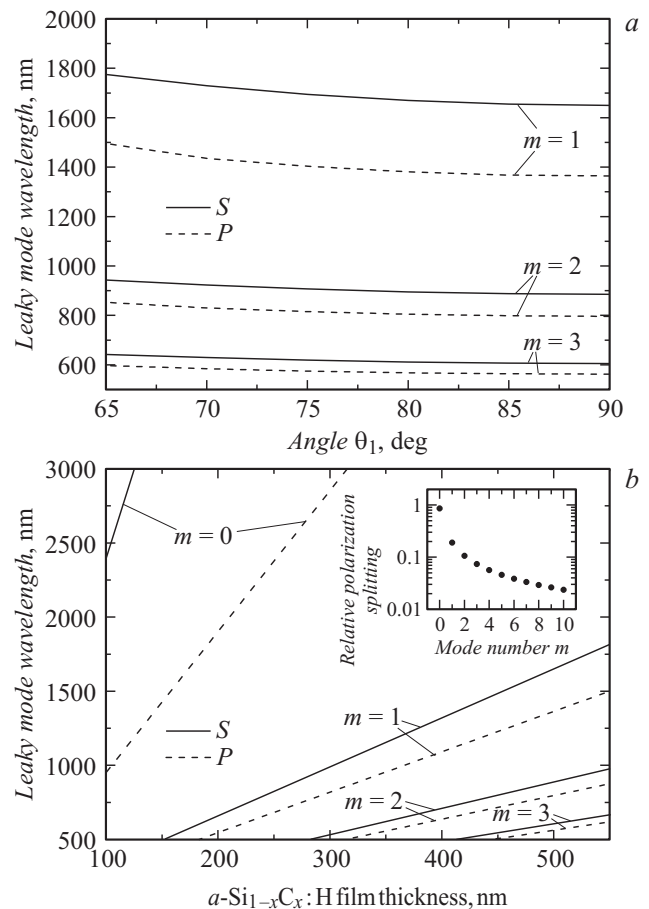 a
2000
1800
1600
1400
1200
1000
800
600
Leaky mode wavelength, nm
m = 1
S
P
m = 2
m = 3
65 70 75 80 85 90
Angle θ₁, deg
b
3000
2500
2000
1500
1000
500
Leaky mode wavelength, nm
m = 0
Relative polarization
splitting
1
0.1
0.01
0 2 4 6 8 10
Mode number m
S
P
m = 1
m = 2
m = 3
100 200 300 400 500
a-Si₁₋ₓCₓ : H film thickness, nm